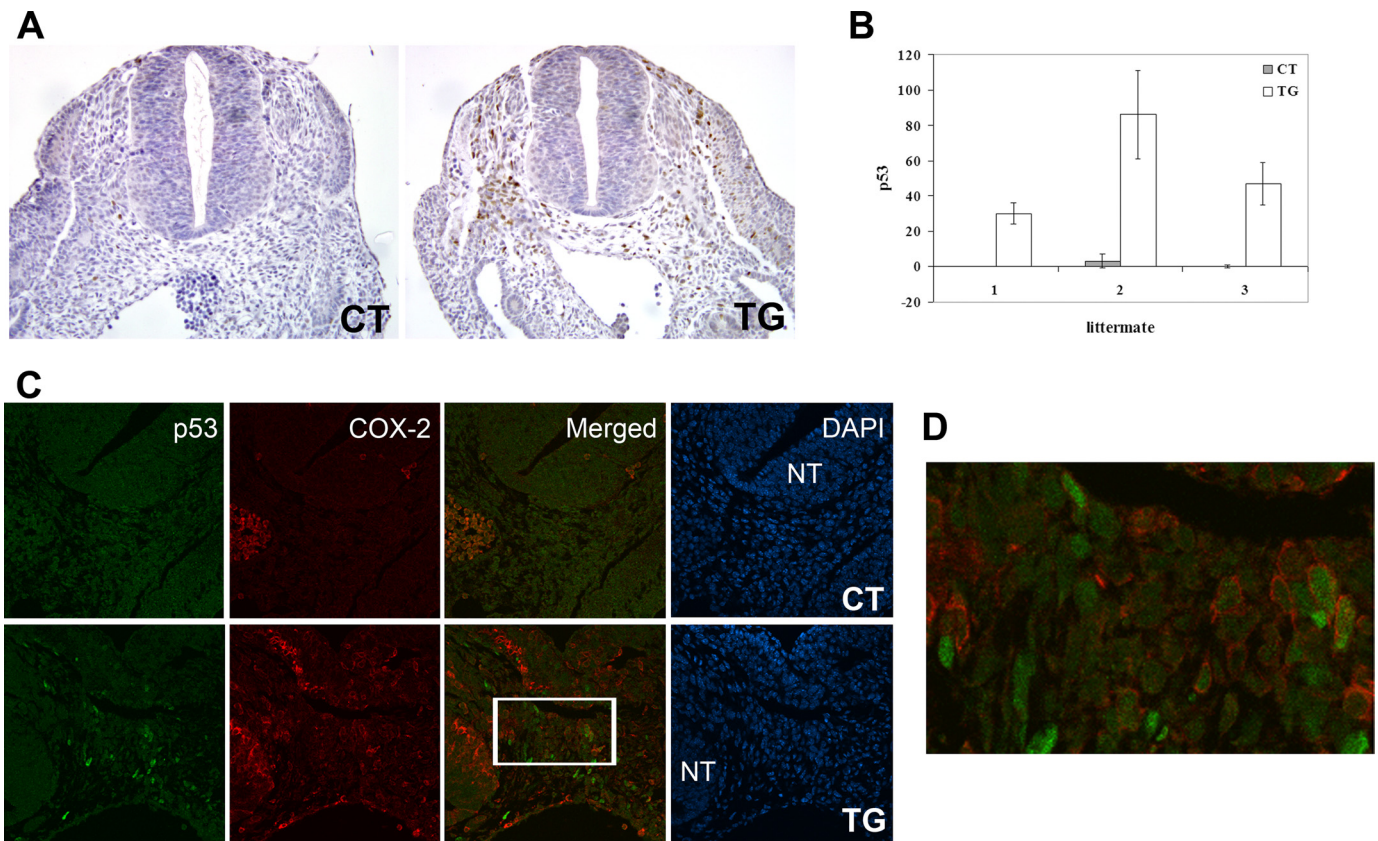 A
B
CT
TG
120
100
80
60
40
20
0
-20
p53
CT
TG
1
2
3
littermate
C
p53
COX-2
Merged
DAPI
NT
CT
NT
TG
D